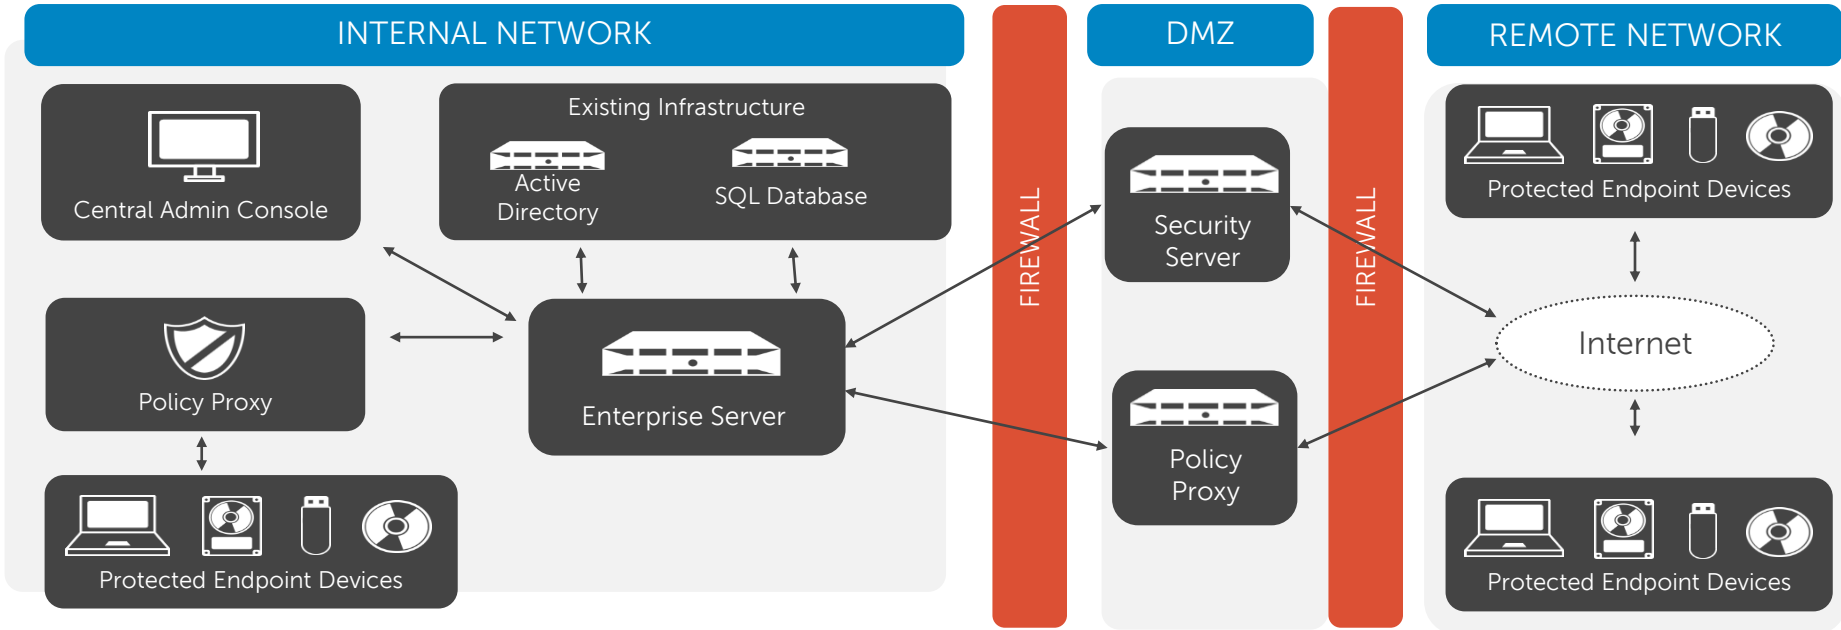 INTERNAL NETWORK
Central Admin Console
Existing Infrastructure
Active
Directory
SQL Database
Policy Proxy
Enterprise Server
Protected Endpoint Devices
FIREWALL
DMZ
Security
Server
Policy
Proxy
FIREWALL
REMOTE NETWORK
Protected Endpoint Devices
Internet
Protected Endpoint Devices